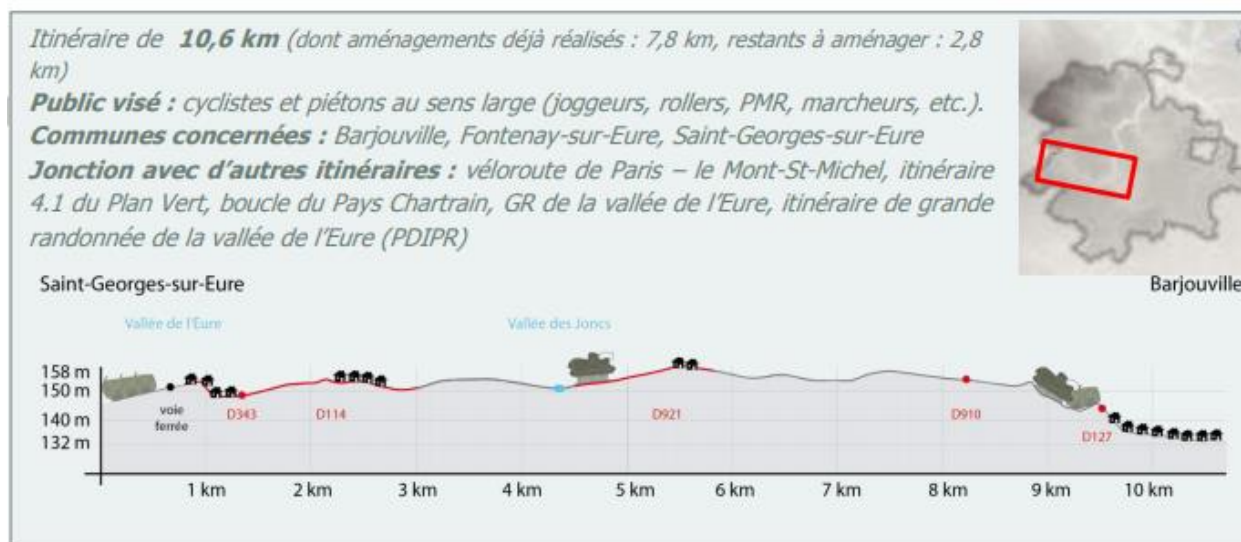 Itinéraire de 10,6 km (dont aménagements déjà réalisés : 7,8 km, restants à aménager : 2,8
km)
Public visé : cyclistes et piétons au sens large (joggeurs, rollers, PMR, marcheurs, etc.).
Communes concernées : Barjouville, Fontenay-sur-Eure, Saint-Georges-sur-Eure
Jonction avec d'autres itinéraires : véloroute de Paris – le Mont-St-Michel, itinéraire
4.1 du Plan Vert, boucle du Pays Chartrain, GR de la vallée de l'Eure, itinéraire de grande
randonnée de la vallée de l'Eure (PDIPR)
Saint-Georges-sur-Eure
Barjouville
Vallée de l'Eure
Vallée des Joncs
158 m
150 m
140 m
132 m
voie
ferrée
D343
D114
D921
D910
D127
1 km
2 km
3 km
4 km
5 km
6 km
7 km
8 km
9 km
10 km